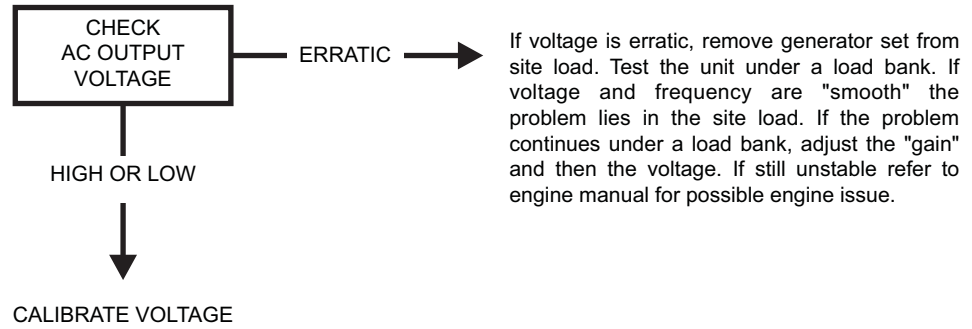 CHECK
AC OUTPUT
VOLTAGE
ERRATIC
If voltage is erratic, remove generator set from
site load. Test the unit under a load bank. If
voltage and frequency are "smooth" the
problem lies in the site load. If the problem
continues under a load bank, adjust the "gain"
and then the voltage. If still unstable refer to
engine manual for possible engine issue.
HIGH OR LOW
CALIBRATE VOLTAGE